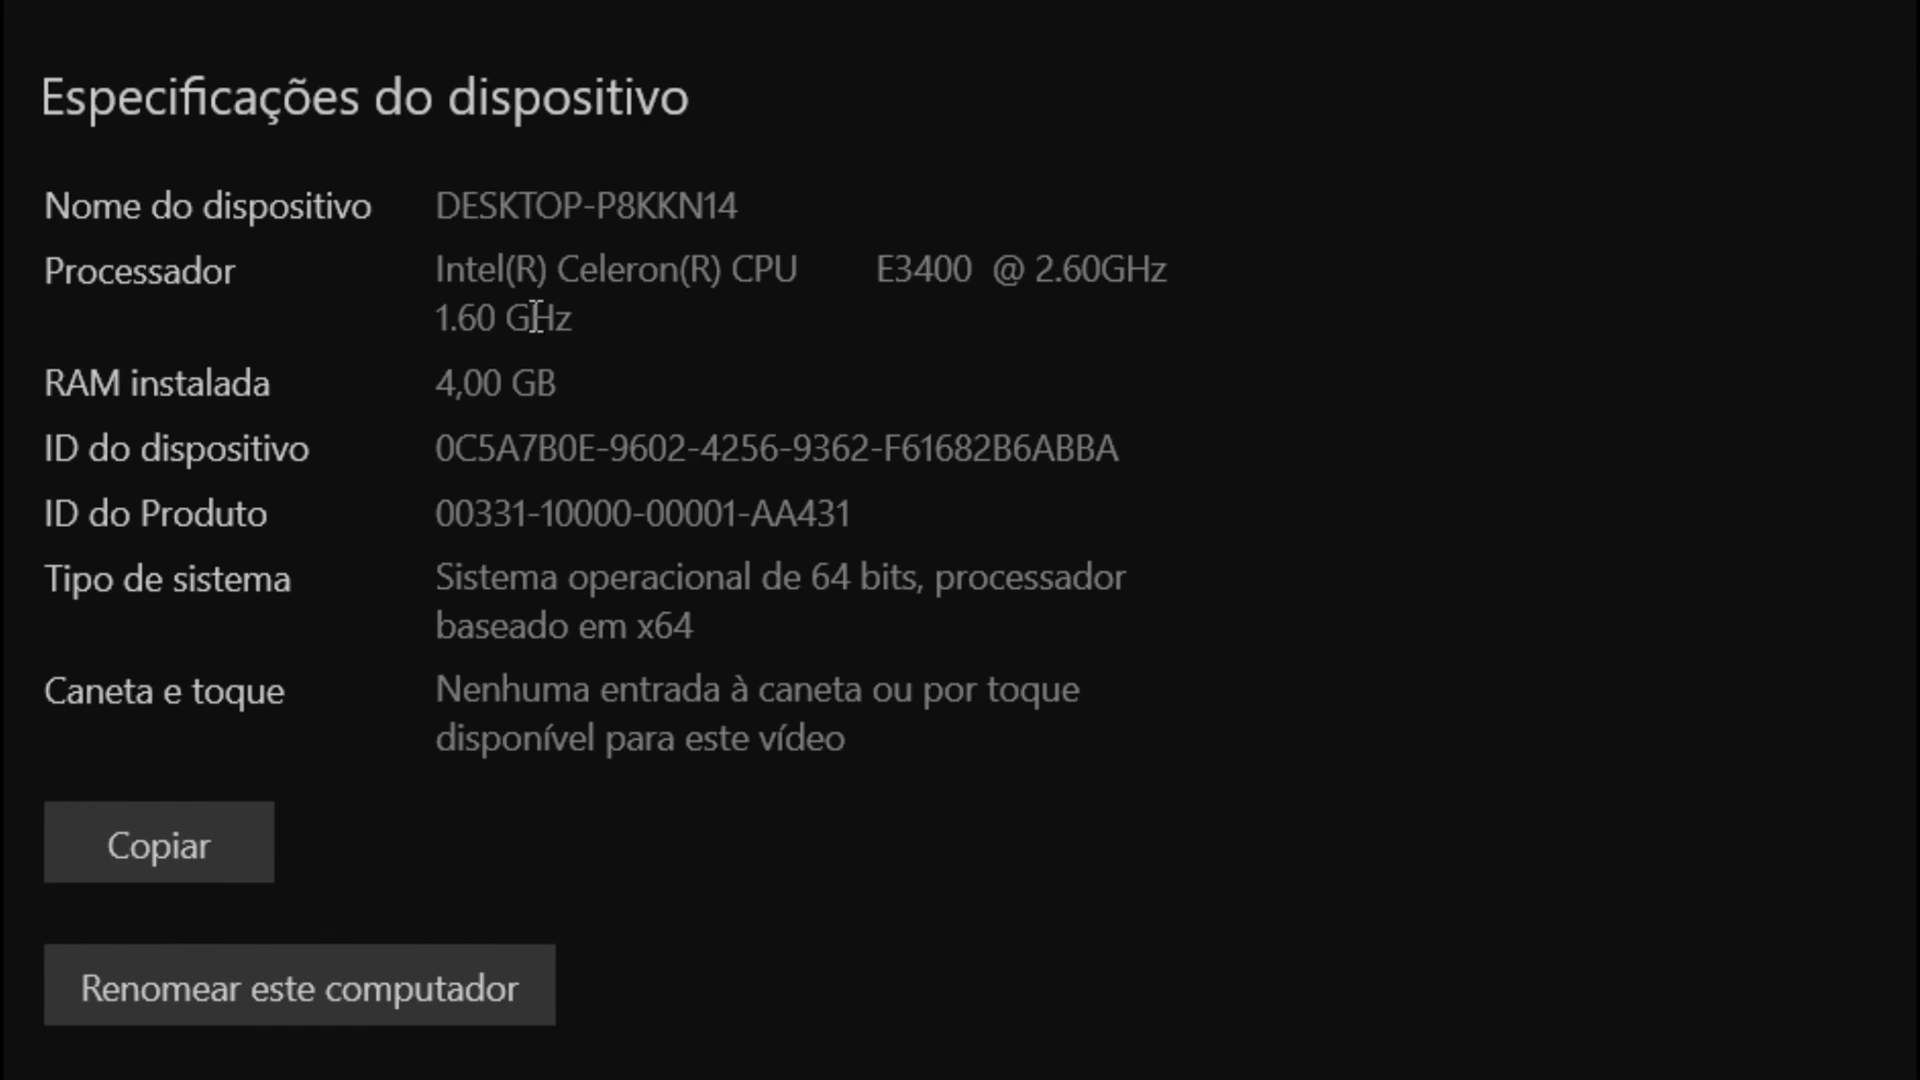 Especificações do dispositivo
Nome do dispositivo DESKTOP-P8KKN14
Processador Intel(R) Celeron(R) CPU E3400 @ 2.60GHz
1.60 GHz
RAM instalada 4,00 GB
ID do dispositivo 0C5A7B0E-9602-4256-9362-F61682B6ABBA
ID do Produto 00331-10000-00001-AA431
Tipo de sistema Sistema operacional de 64 bits, processador
baseado em x64
Caneta e toque Nenhuma entrada à caneta ou por toque
disponível para este vídeo
Copiar
Renomear este computador